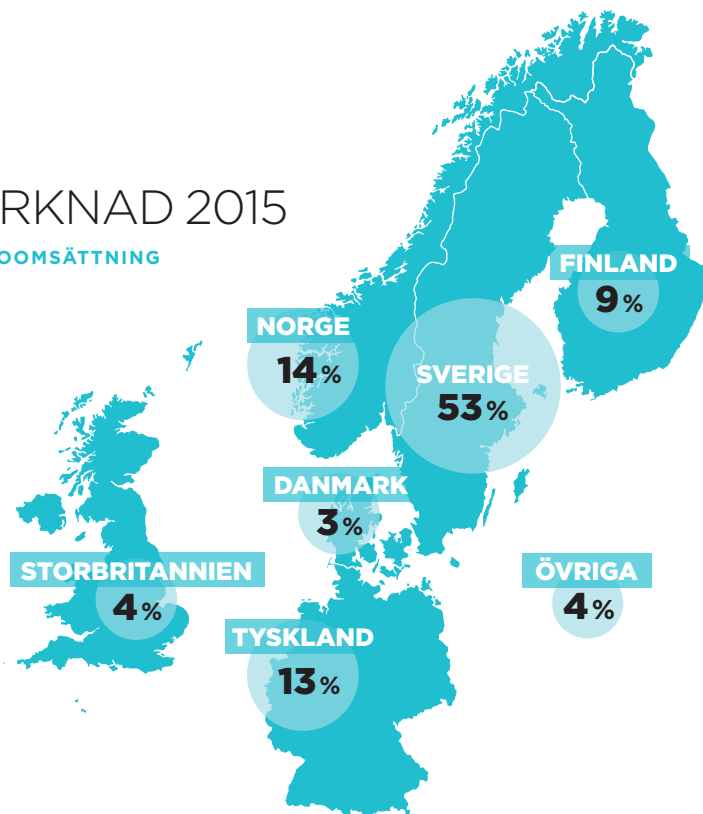 RKNAD 2015
OOMSÄTTNING
FINLAND
9%
NORGE
14%
SVERIGE
53%
DANMARK
3%
STORBRITANNIEN
4%
ÖVRIGA
4%
TYSKLAND
13%